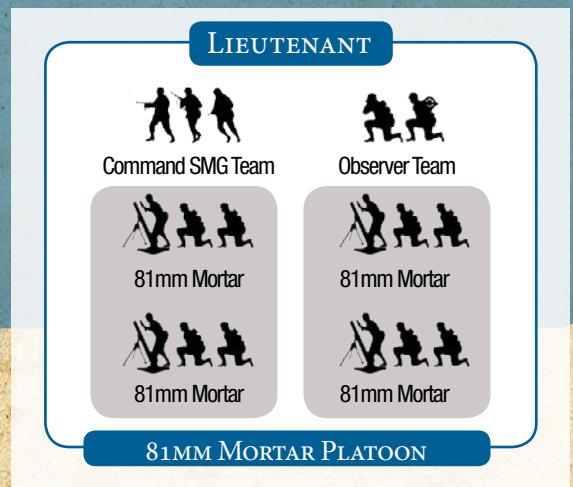 Lieutenant
Command SMG Team
Observer Team
81mm Mortar
81mm Mortar
81mm Mortar
81mm Mortar
81mm Mortar Platoon